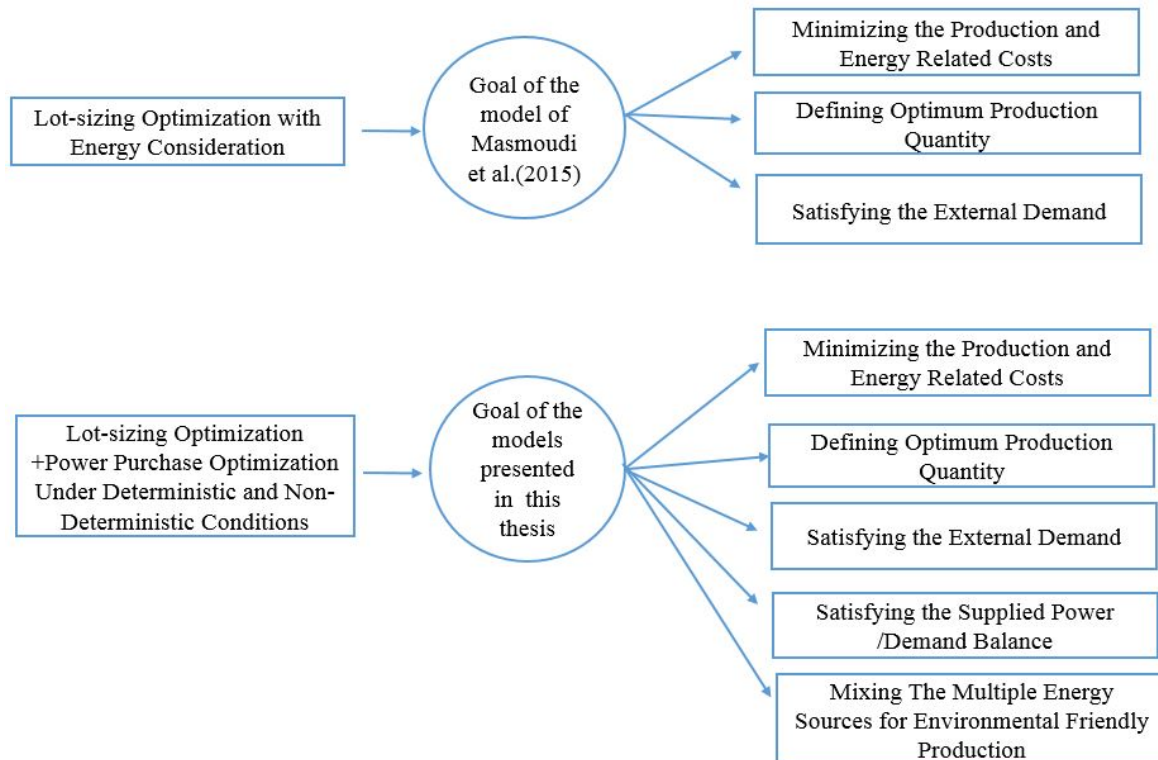 Lot-sizing Optimization with
Energy Consideration
Goal of the
model of
Masmoudi
et al.(2015)
Minimizing the Production and
Energy Related Costs
Defining Optimum Production
Quantity
Satisfying the External Demand
Lot-sizing Optimization
+Power Purchase Optimization
Under Deterministic and Non-
Deterministic Conditions
Goal of the
models
presented
in this
thesis
Minimizing the Production and
Energy Related Costs
Defining Optimum Production
Quantity
Satisfying the External Demand
Satisfying the Supplied Power
/Demand Balance
Mixing The Multiple Energy
Sources for Environmental Friendly
Production